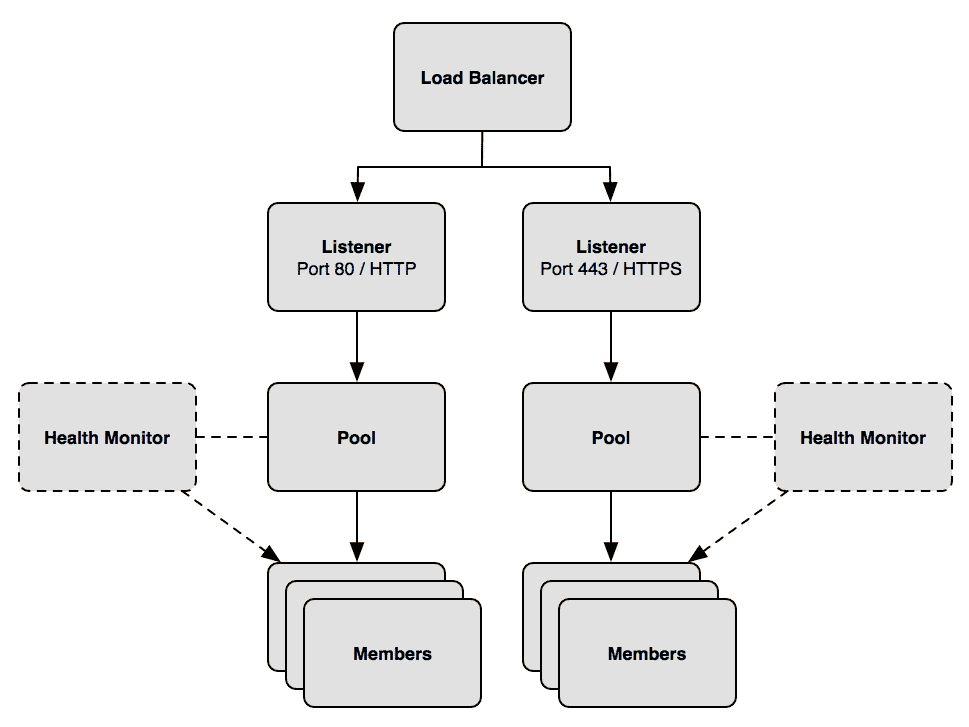 Load Balancer
Listener
Port 80 / HTTP
Listener
Port 443 / HTTPS
Health Monitor
Pool
Pool
Health Monitor
Members
Members